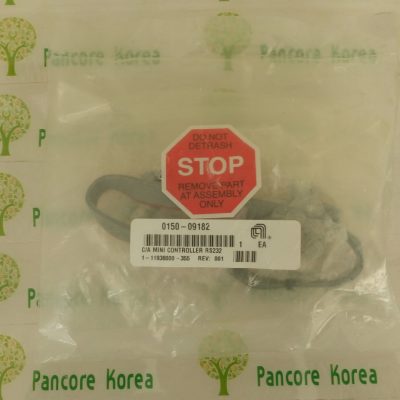 Pancore Korea
Pancore Korea
DO NOT
DETRASH
STOP
REMOVE PART
AT ASSEMBLY
ONLY
0150-09182
1 EA
C/A MINI CONTROLLER RS232
REV: 001
Pancore Korea
Pancore Korea